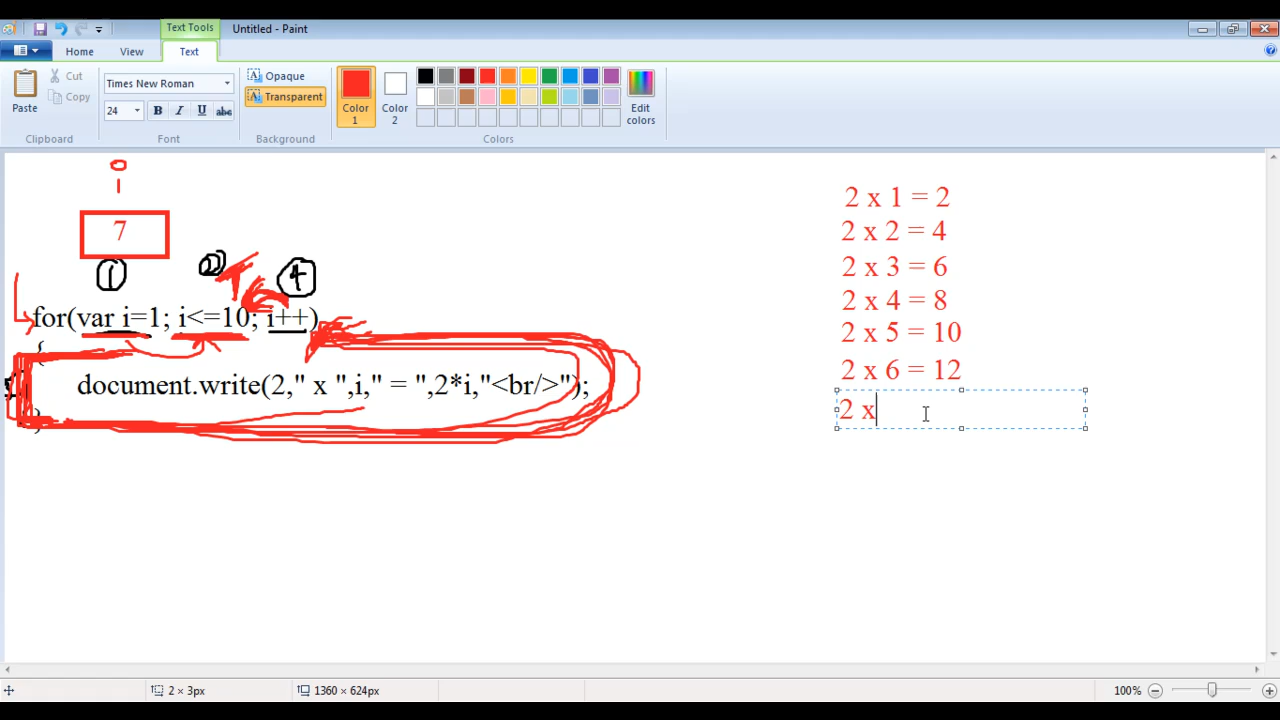 Text Tools
Untitled - Paint
Home
View
Text
Paste
Cut
Copy
Clipboard
Times New Roman
24
B I U abc
Font
Opaque
Transparent
Background
Color 1
Color 2
Edit colors
Colors
i
7
1
2
4
for(var i=1; i<=10; i++)
{
document.write(2," x ",i," = ",2*i,"<br/>");
}
2 x 1 = 2
2 x 2 = 4
2 x 3 = 6
2 x 4 = 8
2 x 5 = 10
2 x 6 = 12
2 x
2 × 3px
1360 × 624px
100%